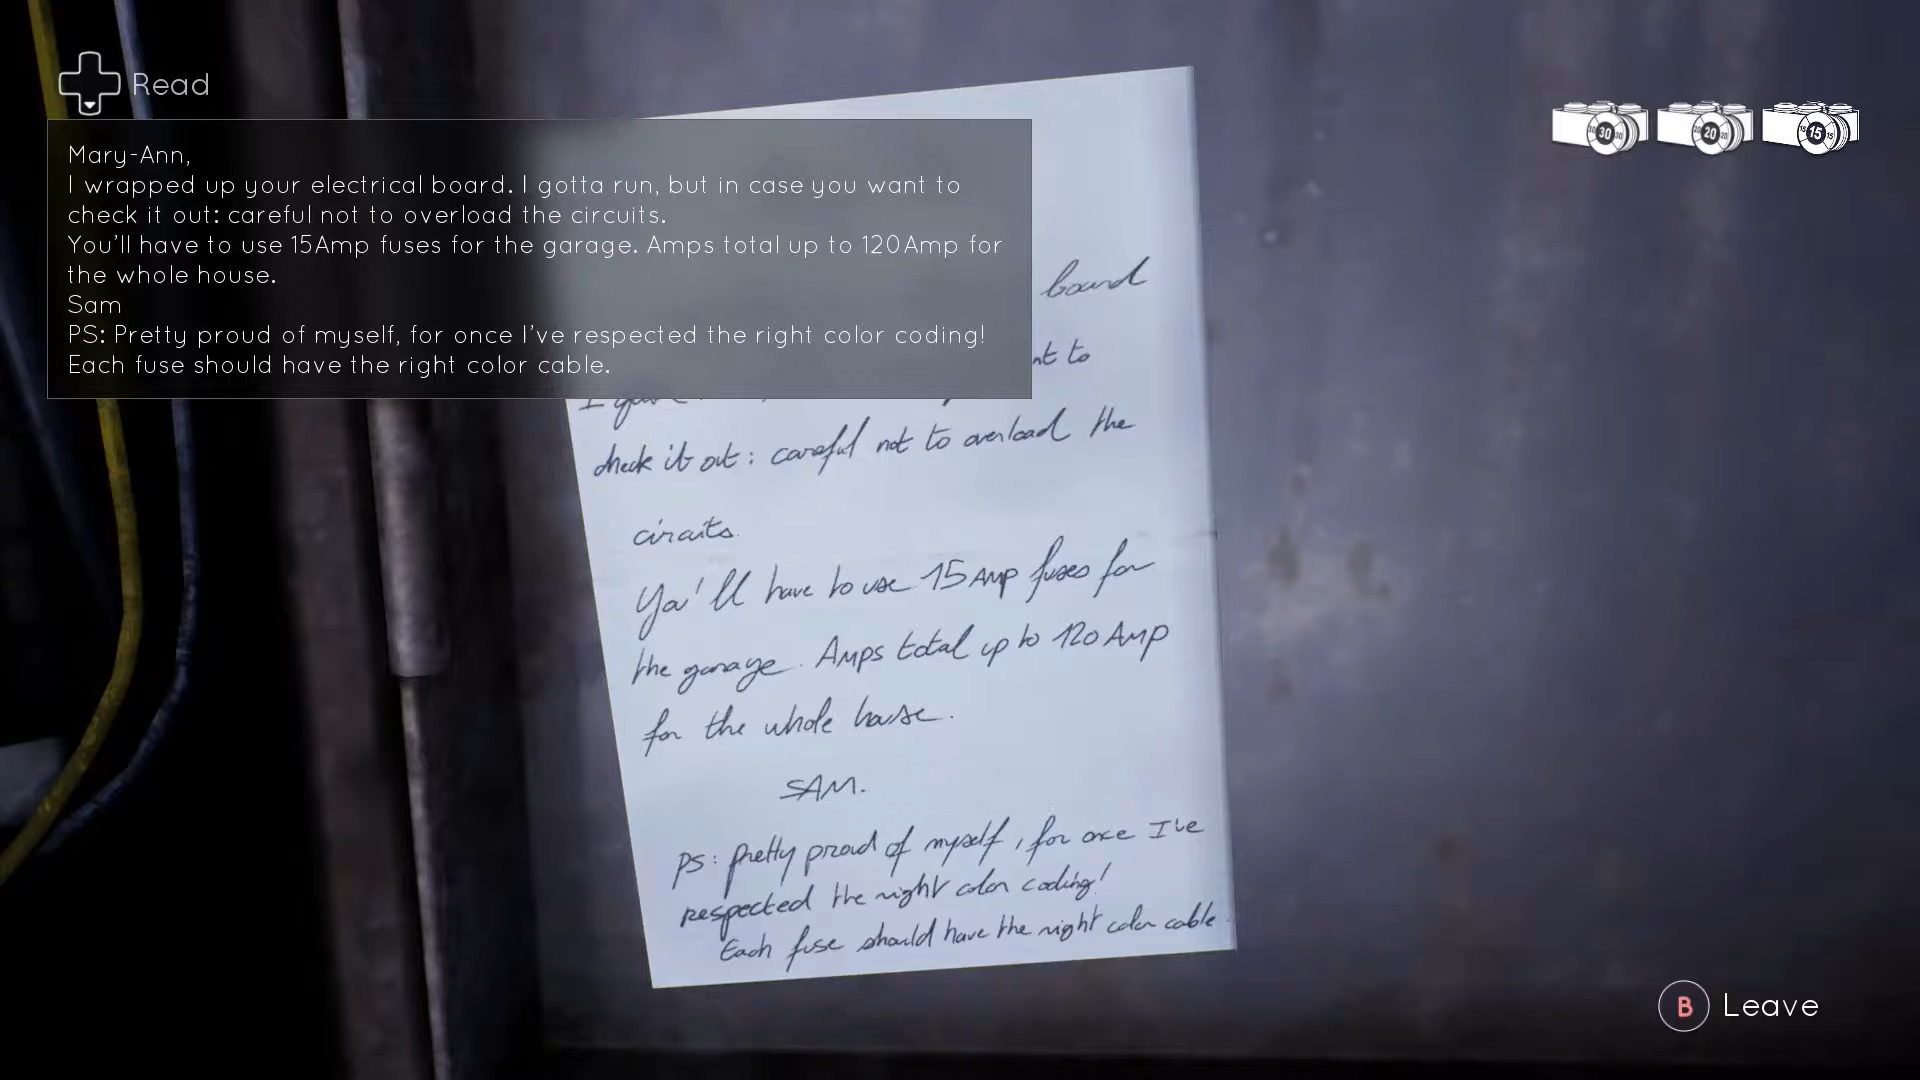 Read
Mary-Ann,
I wrapped up your electrical board. I gotta run, but in case you want to
check it out: careful not to overload the circuits.
You'll have to use 15Amp fuses for the garage. Amps total up to 120Amp for
the whole house.
Sam
PS: Pretty proud of myself, for once I've respected the right color coding!
Each fuse should have the right color cable.
30 20 15
board
to
check it out: careful not to overload the
circuits.
You'll have to use 15 AMP fuses for
the garage. AMPs total up to 120 AMP
for the whole house.
SAM.
PS: pretty proud of myself, for once I've
respected the right color coding!
Each fuse should have the right color cable.
B Leave